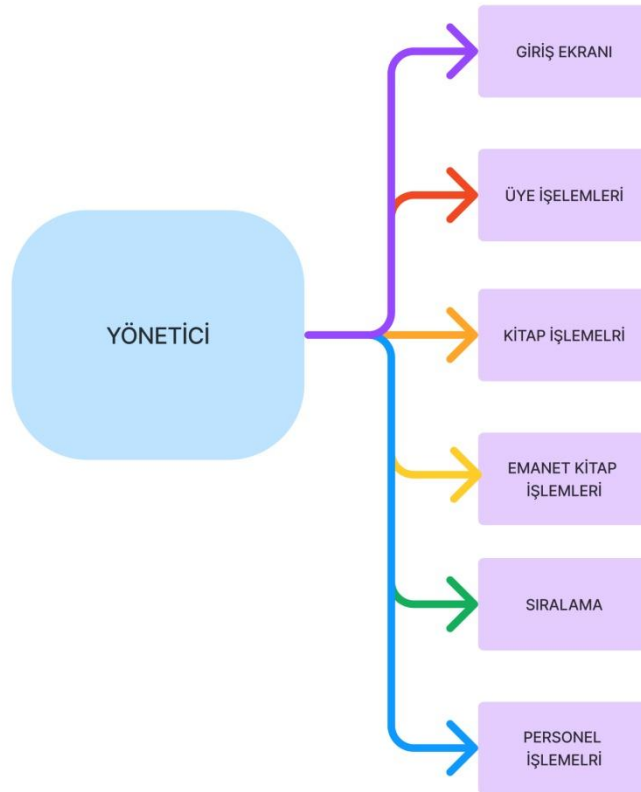 GİRİŞ EKRANI
ÜYE İŞELEMLERİ
YÖNETİCİ
KİTAP İŞLEMELRİ
EMANET KİTAP
İŞLEMLERİ
SIRALAMA
PERSONEL
İŞLEMELRİ